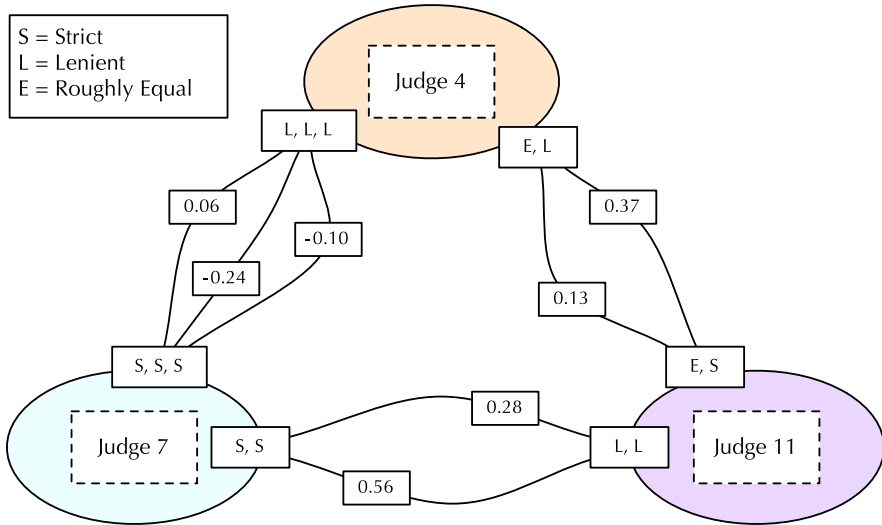 S = Strict
L = Lenient
E = Roughly Equal
Judge 4
L, L, L
E, L
0.06
0.37
-0.10
-0.24
0.13
S, S, S
E, S
0.28
Judge 7
S, S
L, L
Judge 11
0.56